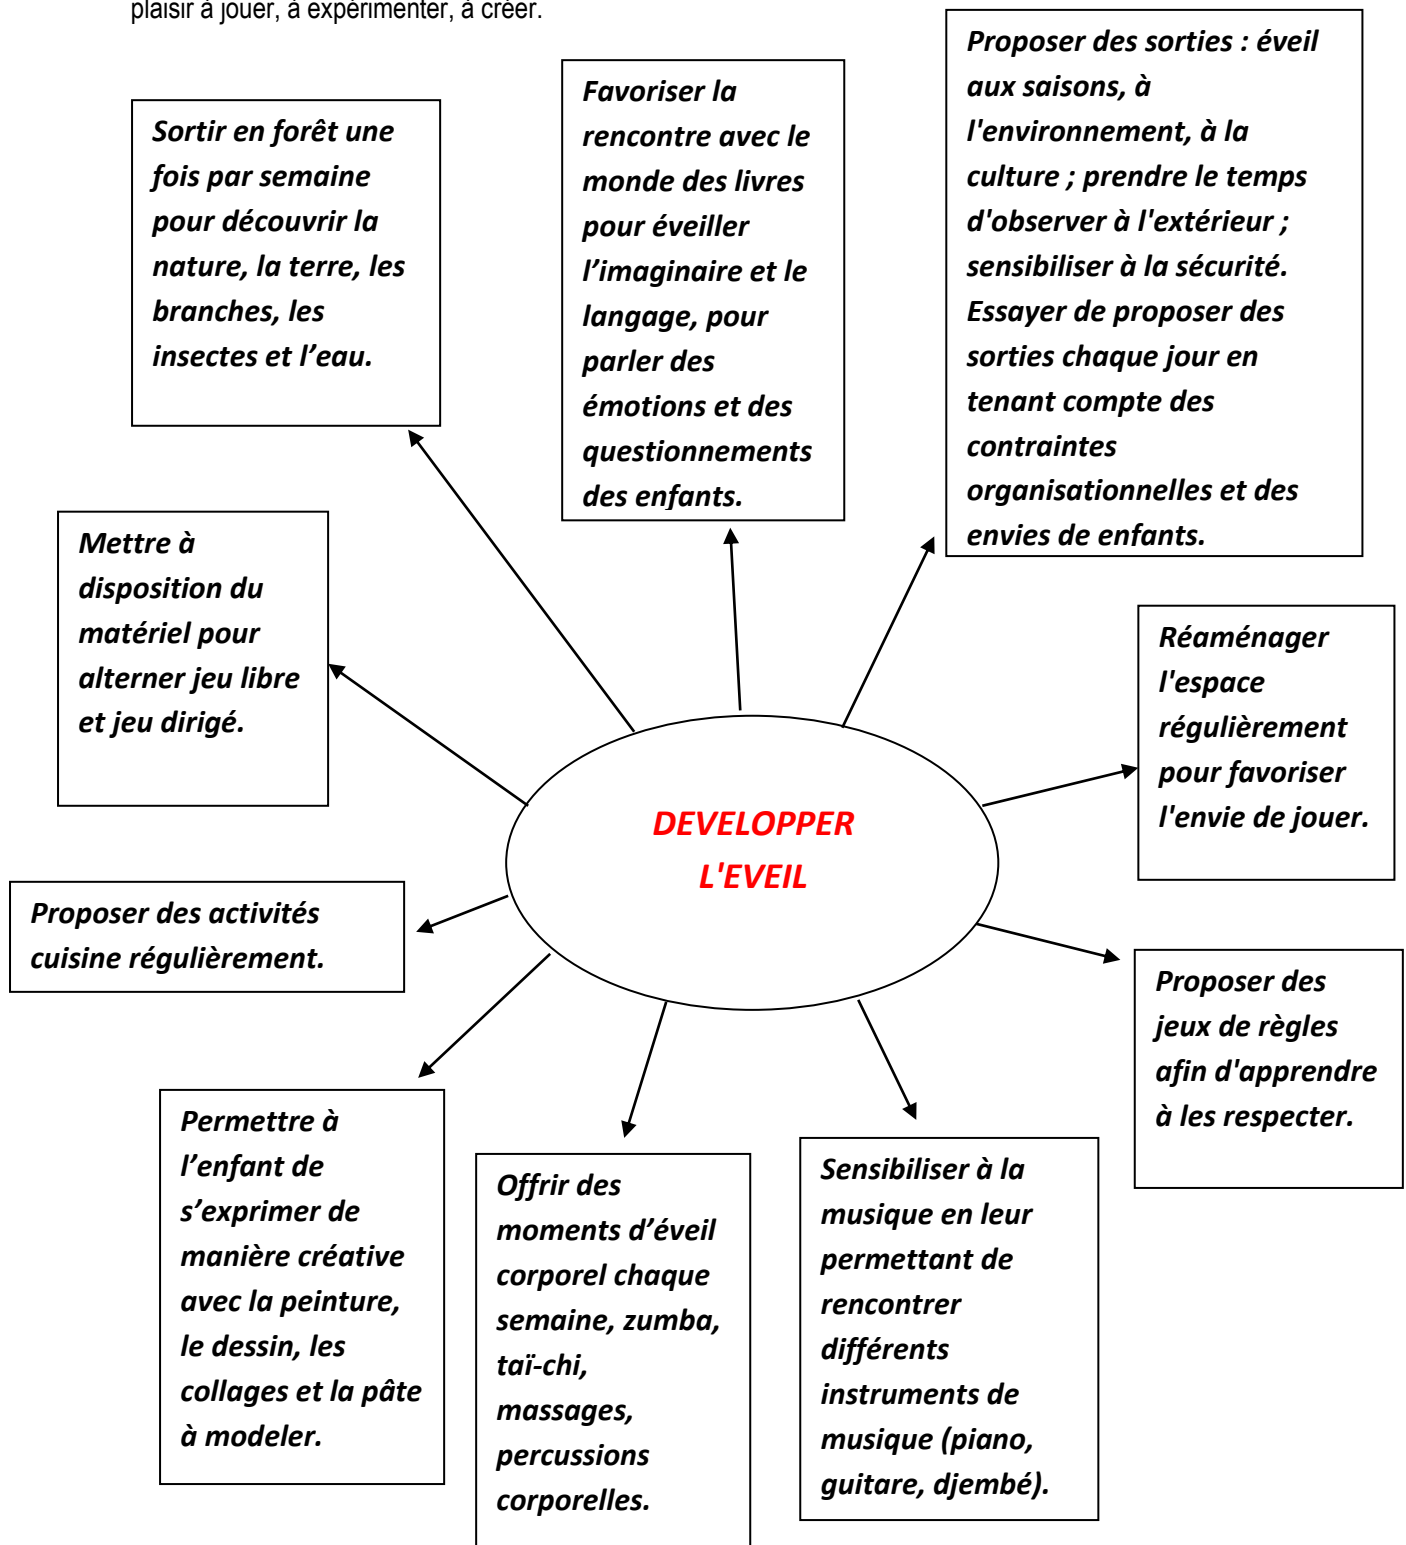 plaisir à jouer, à expérimenter, à créer.
Sortir en forêt une
fois par semaine
pour découvrir la
nature, la terre, les
branches, les
insectes et l’eau.
Favoriser la
rencontre avec le
monde des livres
pour éveiller
l’imaginaire et le
langage, pour
parler des
émotions et des
questionnements
des enfants.
Proposer des sorties : éveil
aux saisons, à
l'environnement, à la
culture ; prendre le temps
d'observer à l'extérieur ;
sensibiliser à la sécurité.
Essayer de proposer des
sorties chaque jour en
tenant compte des
contraintes
organisationnelles et des
envies de enfants.
Mettre à
disposition du
matériel pour
alterner jeu libre
et jeu dirigé.
Réaménager
l'espace
régulièrement
pour favoriser
l'envie de jouer.
DEVELOPPER
L'EVEIL
Proposer des activités
cuisine régulièrement.
Proposer des
jeux de règles
afin d'apprendre
à les respecter.
Permettre à
l’enfant de
s’exprimer de
manière créative
avec la peinture,
le dessin, les
collages et la pâte
à modeler.
Offrir des
moments d’éveil
corporel chaque
semaine, zumba,
taï-chi,
massages,
percussions
corporelles.
Sensibiliser à la
musique en leur
permettant de
rencontrer
différents
instruments de
musique (piano,
guitare, djembé).